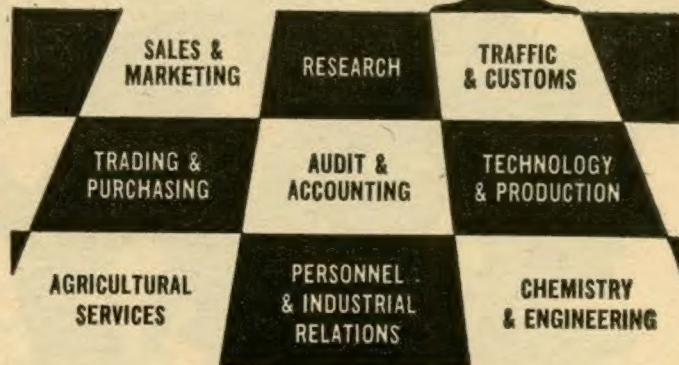 SALES &
MARKETING
RESEARCH
TRAFFIC
& CUSTOMS
TRADING &
PURCHASING
AUDIT &
ACCOUNTING
TECHNOLOGY
& PRODUCTION
AGRICULTURAL
SERVICES
PERSONNEL
& INDUSTRIAL
RELATIONS
CHEMISTRY
& ENGINEERING